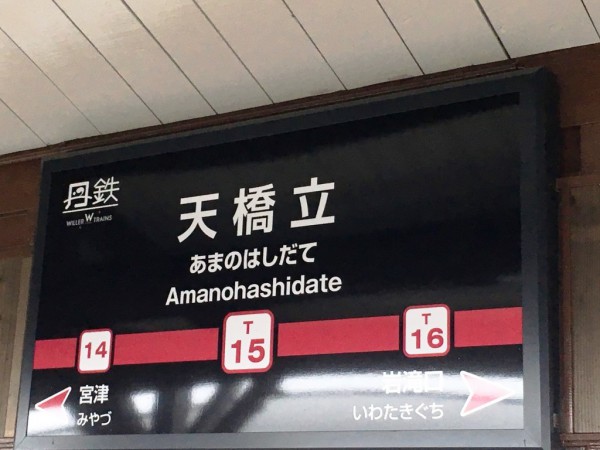 丹鉄
WILLER TRAINS
天橋立
あまのはしだて
Amanohashidate
14
T
15
T
16
宮津
みやづ
岩滝口
いわたきぐち